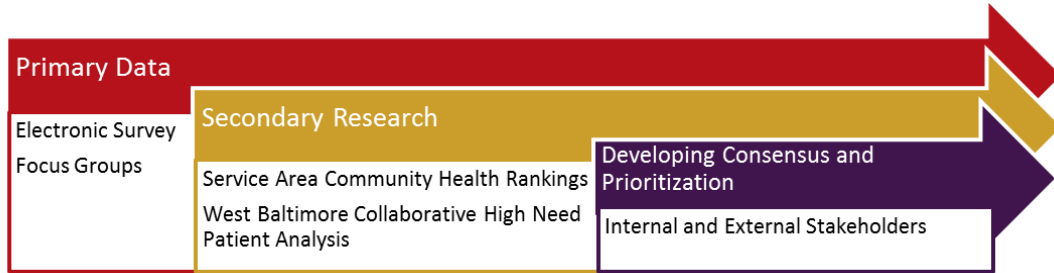 Primary Data
Electronic Survey
Focus Groups
Secondary Research
Service Area Community Health Rankings
West Baltimore Collaborative High Need
Patient Analysis
Developing Consensus and
Prioritization
Internal and External Stakeholders